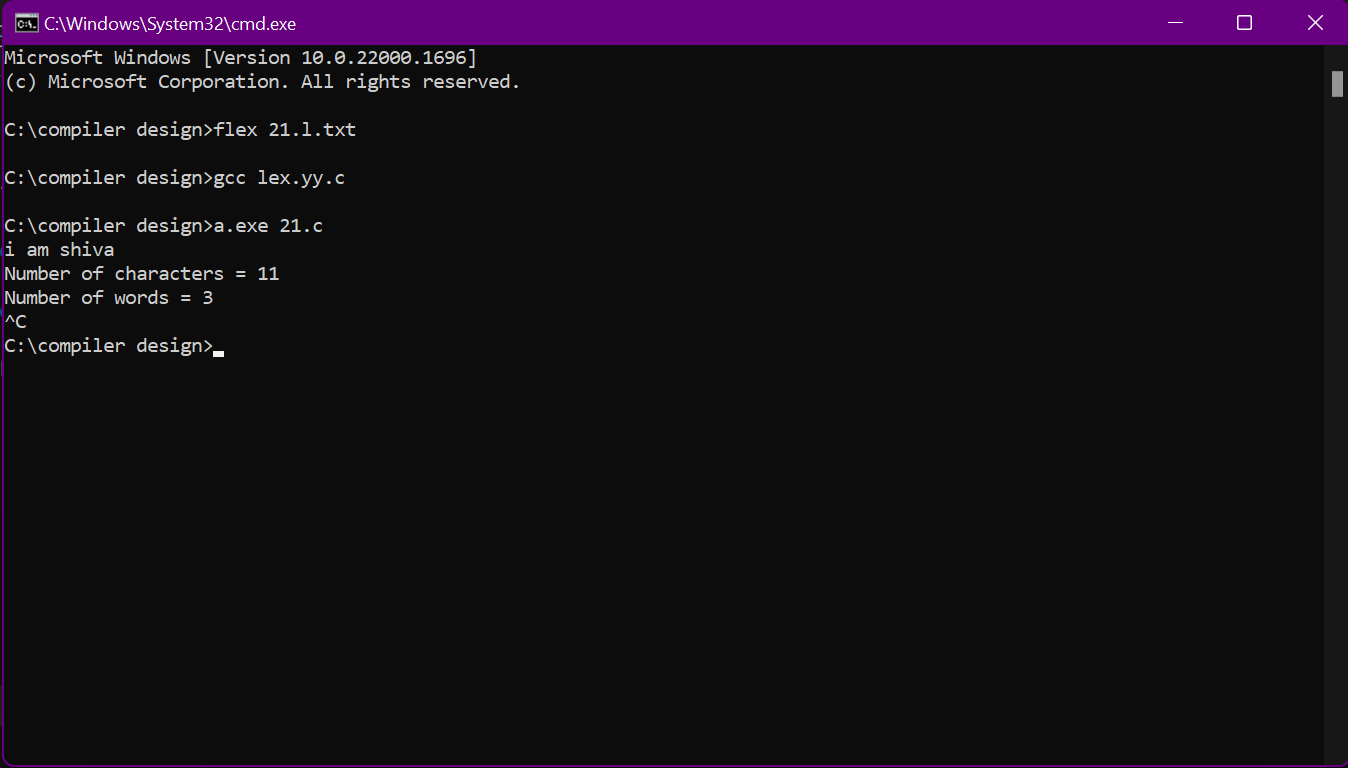 C:\Windows\System32\cmd.exe
Microsoft Windows [Version 10.0.22000.1696]
(c) Microsoft Corporation. All rights reserved.
C:\compiler design>flex 21.l.txt
C:\compiler design>gcc lex.yy.c
C:\compiler design>a.exe 21.c
i am shiva
Number of characters = 11
Number of words = 3
^C
C:\compiler design>